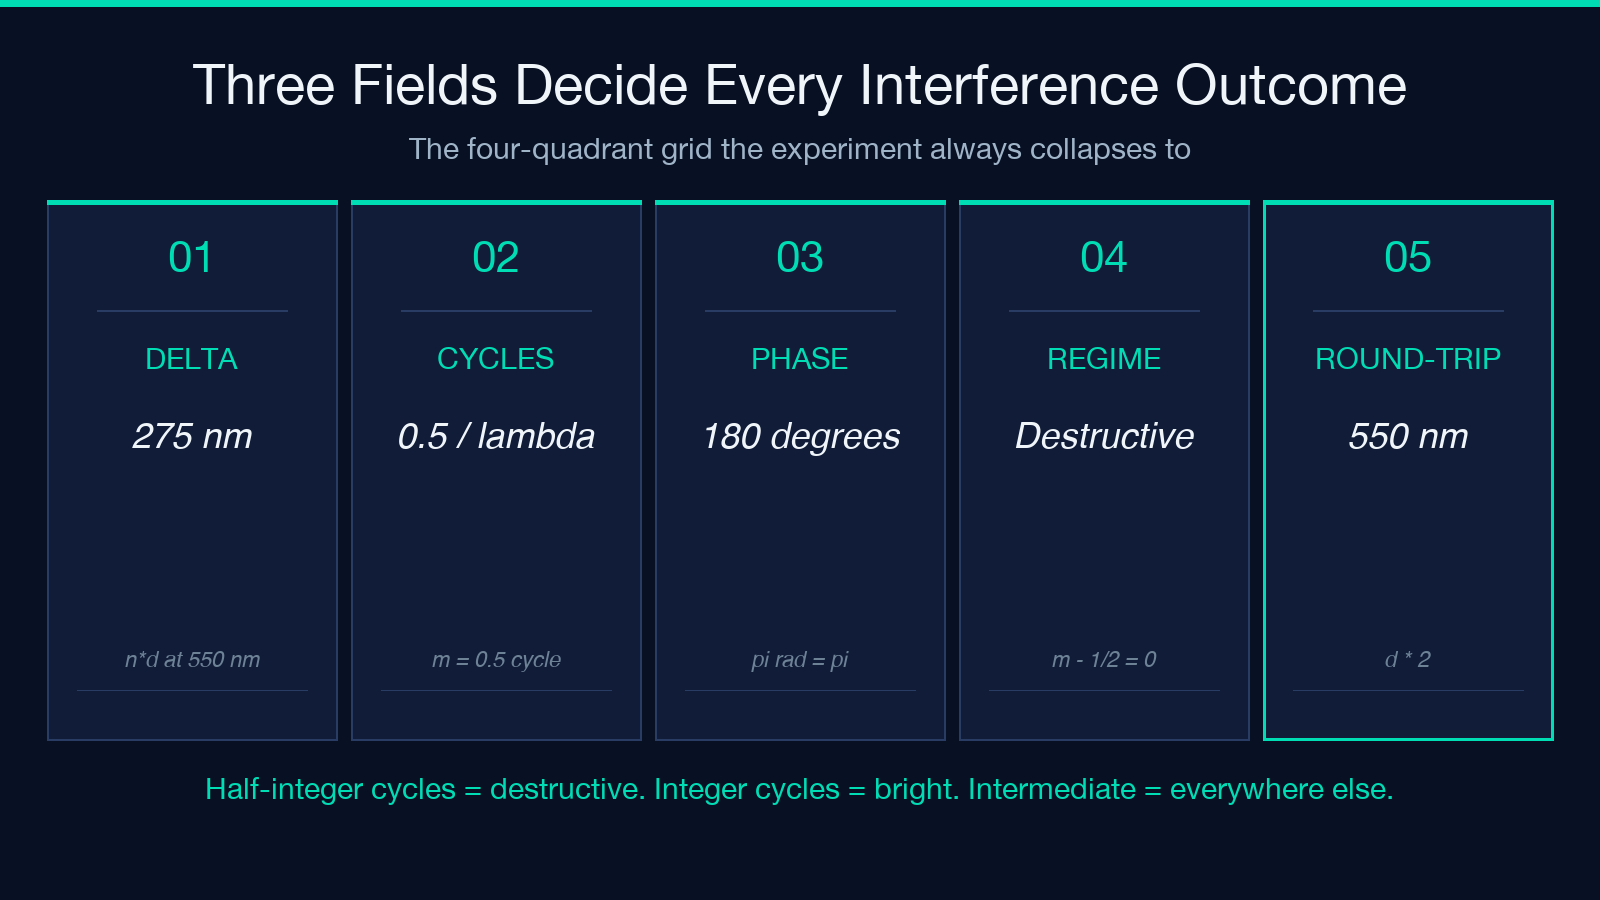 Three Fields Decide Every Interference Outcome
The four-quadrant grid the experiment always collapses to
01
DELTA
275 nm
n*d at 550 nm
02
CYCLES
0.5 / lambda
m = 0.5 cycle
03
PHASE
180 degrees
pi rad = pi
04
REGIME
Destructive
m - 1/2 = 0
05
ROUND-TRIP
550 nm
d * 2
Half-integer cycles = destructive. Integer cycles = bright. Intermediate = everywhere else.